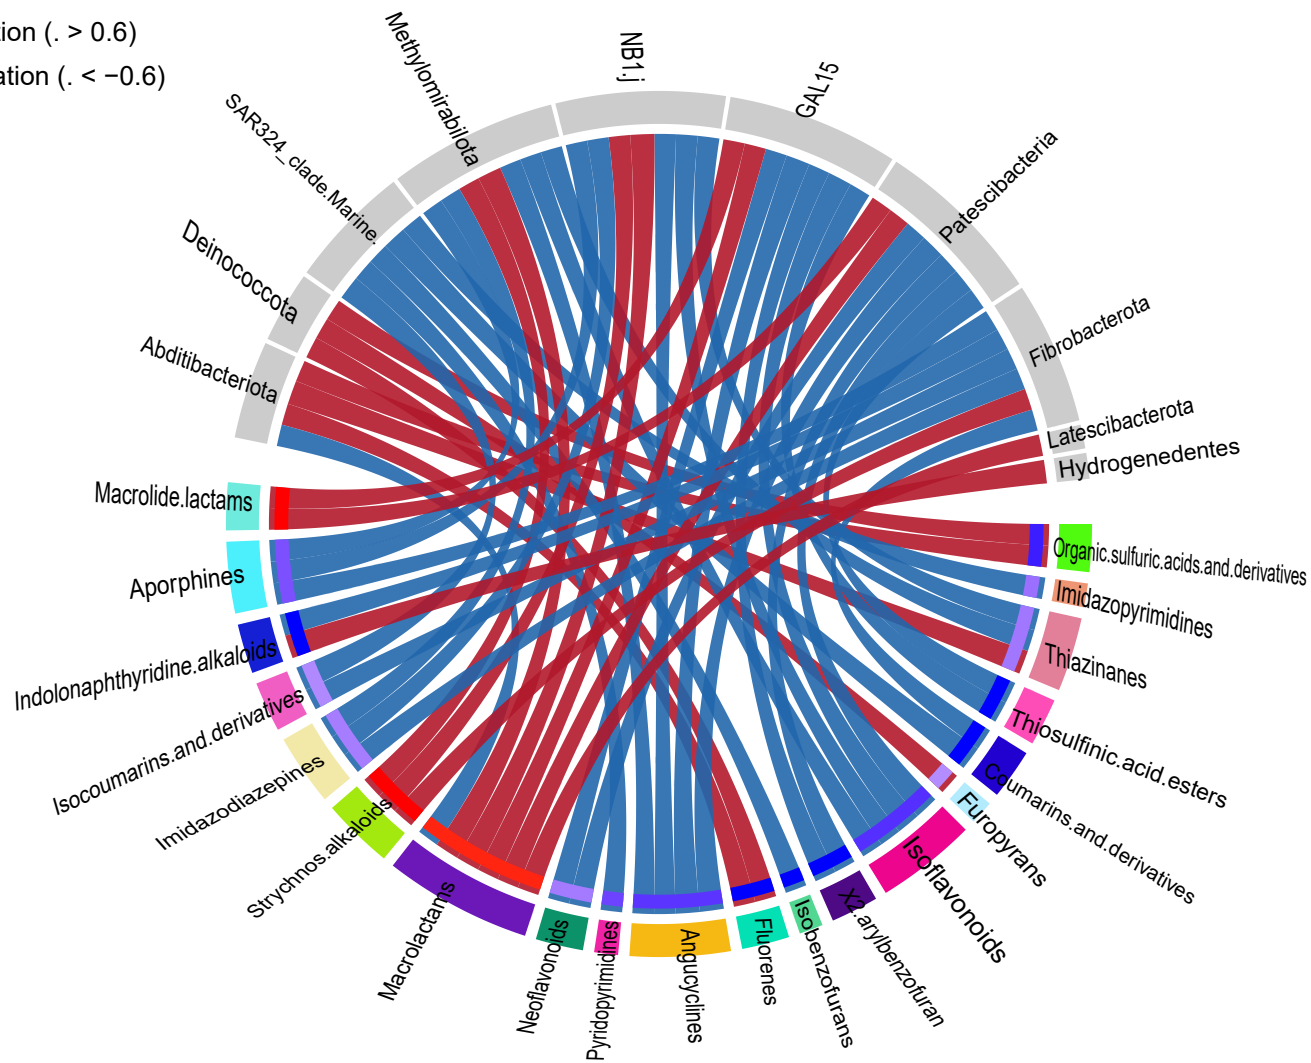 tion (. > 0.6)
ation (. < −0.6)
Methylomirabilota
NB1.j
GAL15
SAR324_clade.Marine.
Patescibacteria
Deinococcota
Fibrobacterota
Abditibacteriota
Latescibacterota
Hydrogenedentes
Macrolide.lactams
Organic.sulfuric.acids.and.derivatives
Aporphines
Imidazopyrimidines
Indolonaphthyridine.alkaloids
Thiazinanes
Isocoumarins.and.derivatives
Thiosulfinic.acid.esters
Imidazodiazepines
Coumarins.and.derivatives
Strychnos.alkaloids
Furopyrans
Macrolactams
Isoflavonoids
Neoflavonoids
X2.arylbenzofuran
Pyridopyrimidines
Angucyclines
Fluorenes
Isobenzofurans